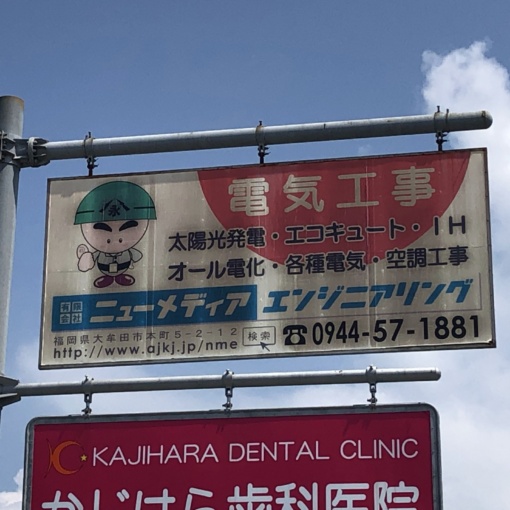 永
電気工事
太陽光発電・エコキュート・IH
オール電化・各種電気・空調工事
有限会社 ニューメディアエンジニアリング
福岡県大牟田市本町5-2-12 検索
http://www.ajkj.jp/nme ☎0944-57-1881
KAJIHARA DENTAL CLINIC
かじはら歯科医院